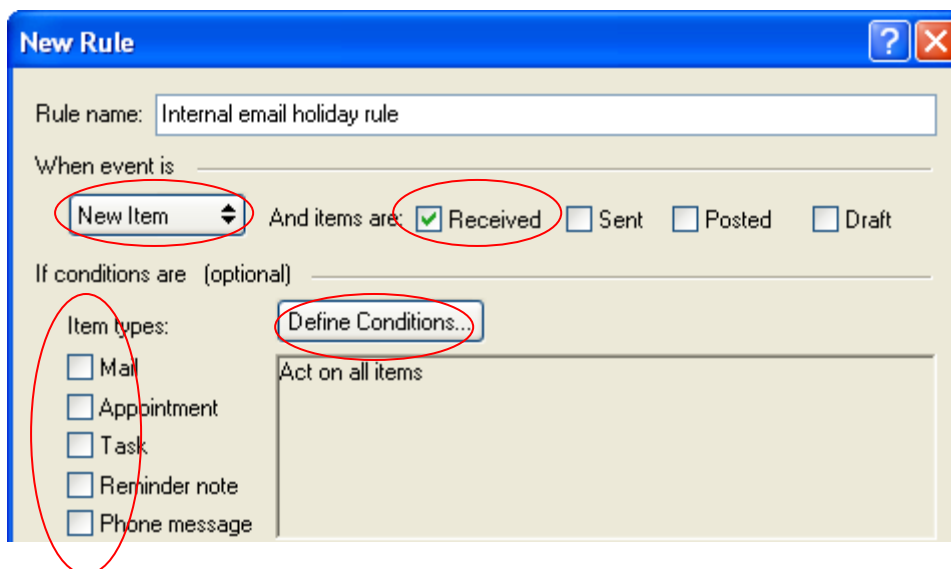 New Rule ?
Rule name: Internal email holiday rule
When event is
New Item And items are: Received Sent Posted Draft
If conditions are (optional)
Item types: Define Conditions...
Mail Act on all items
Appointment
Task
Reminder note
Phone message